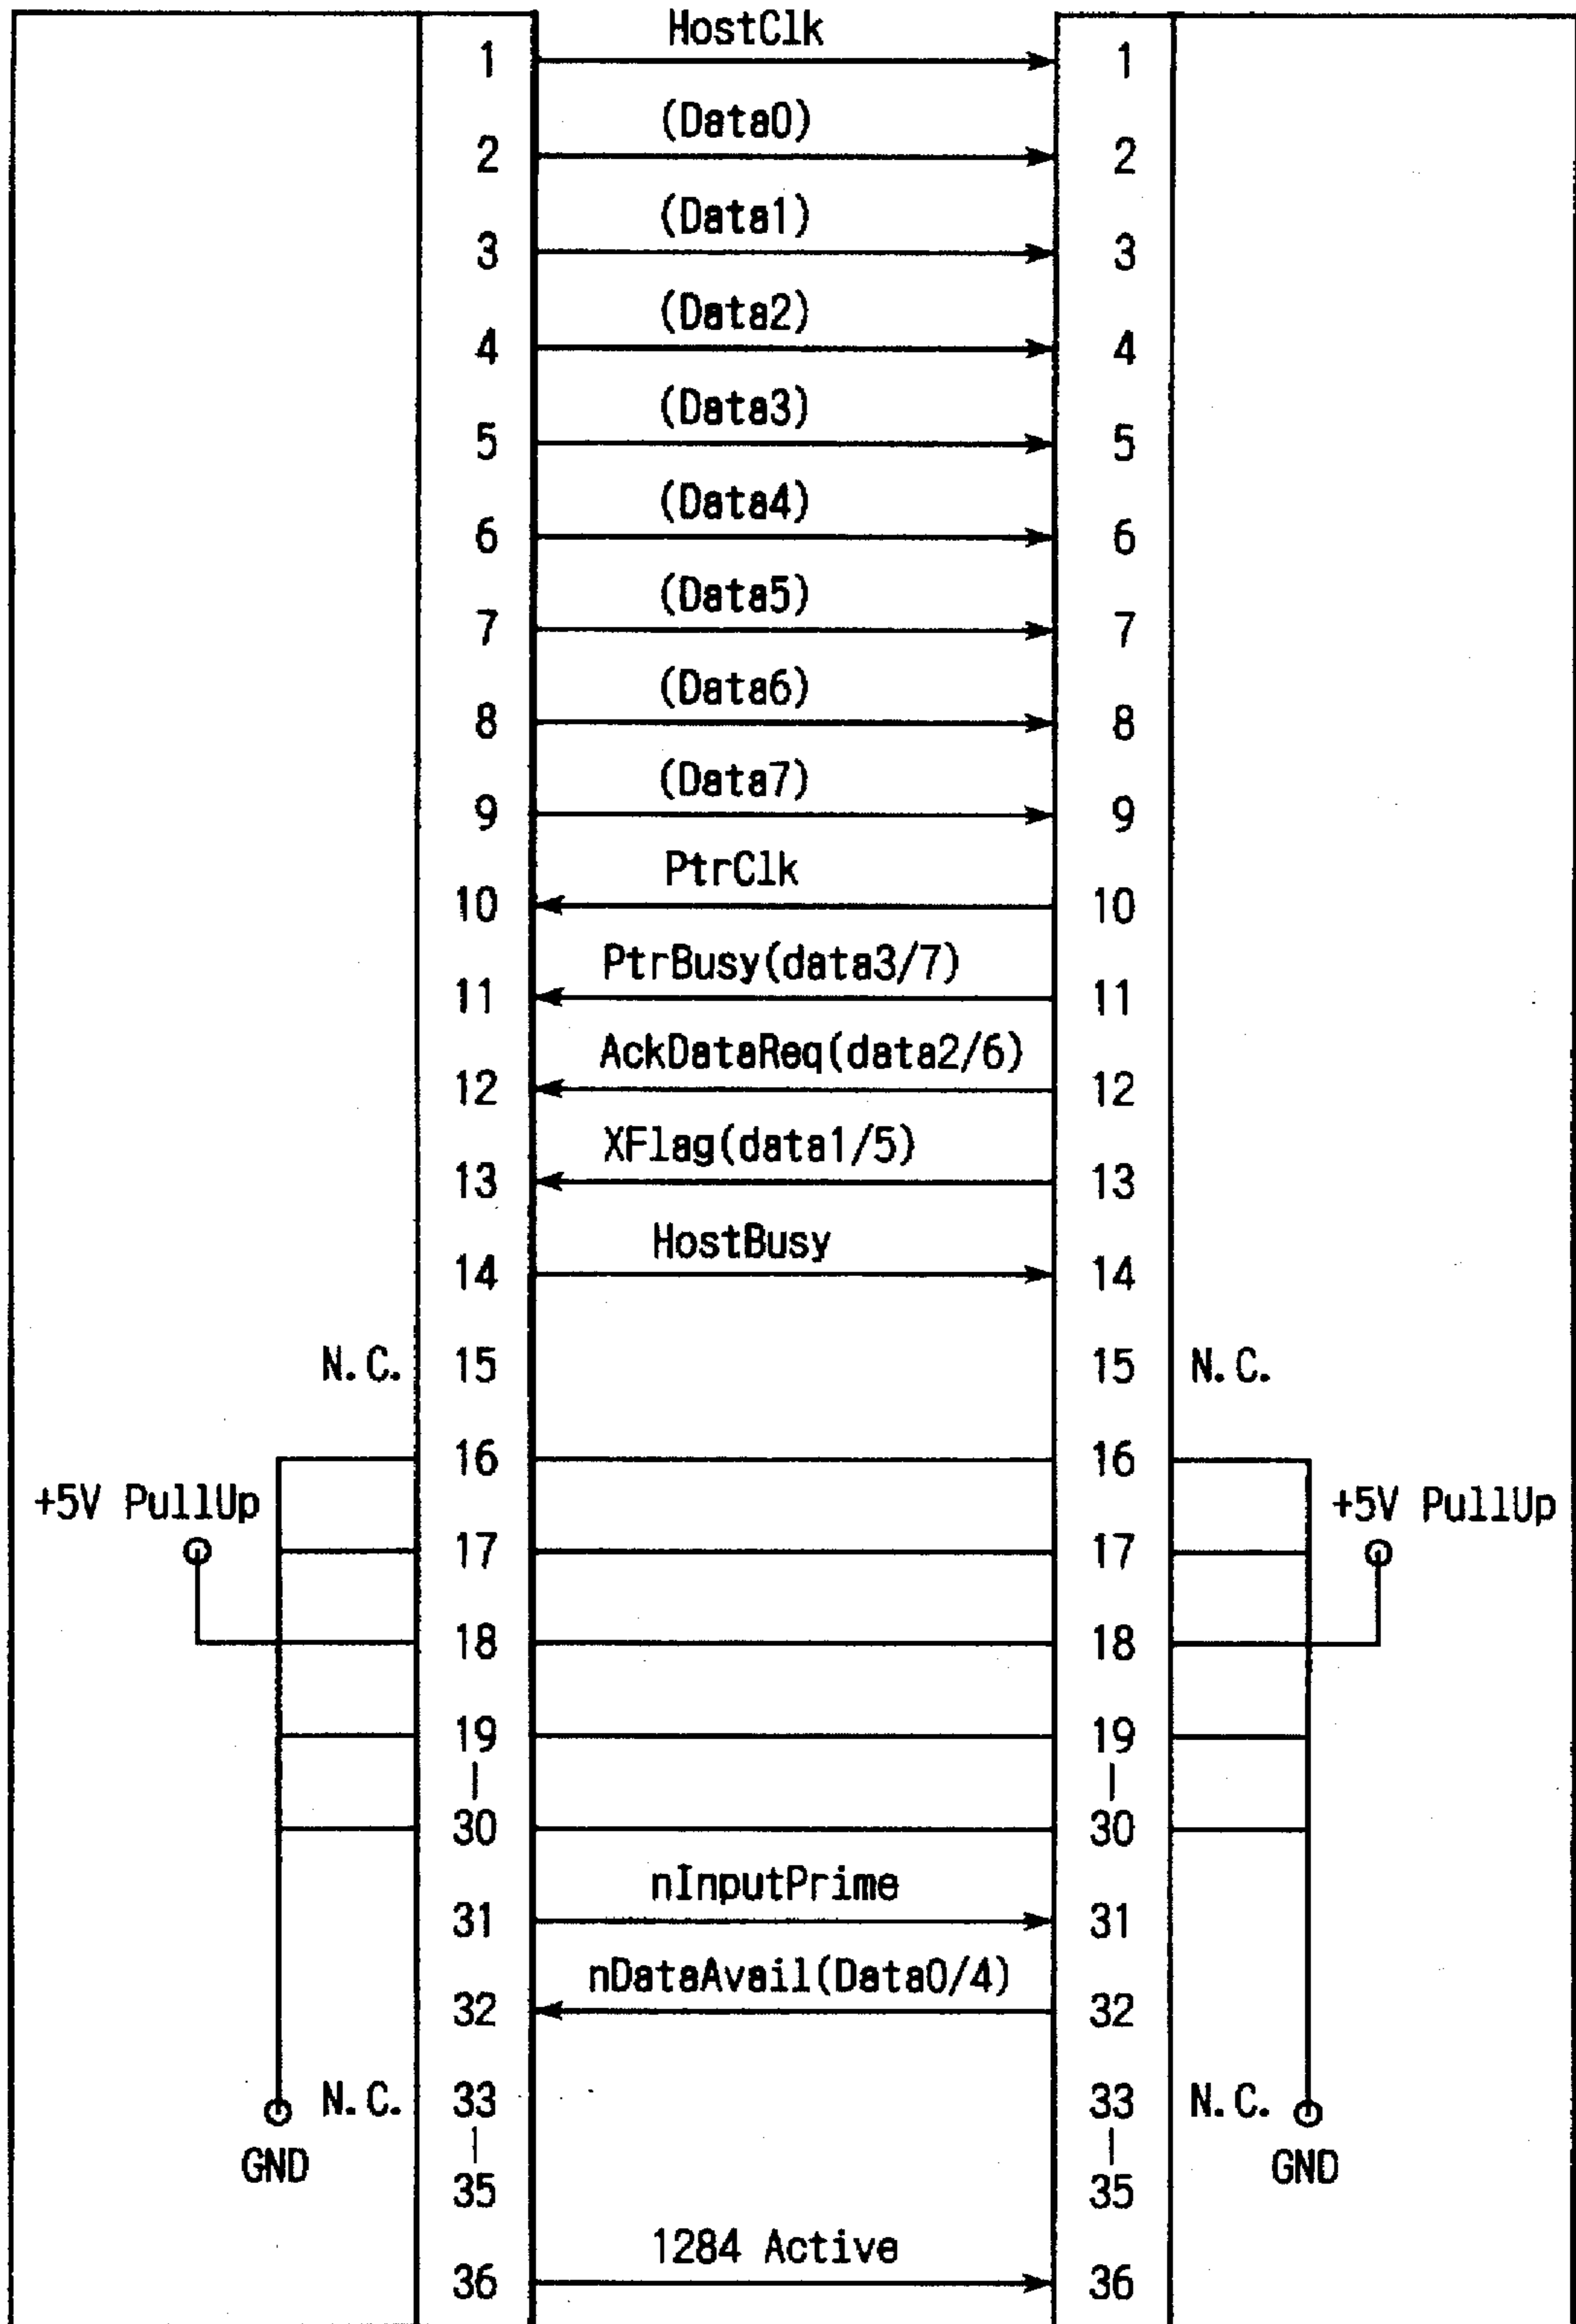 HostClk
1 1
(Data0)
2 2
(Data1)
3 3
(Data2)
4 4
(Data3)
5 5
(Data4)
6 6
(Data5)
7 7
(Data6)
8 8
(Data7)
9 9
PtrClk
10 10
PtrBusy(data3/7)
11 11
AckDataReq(data2/6)
12 12
XFlag(data1/5)
13 13
HostBusy
14 14
N.C. 15 15 N.C.
16 16
+5V PullUp +5V PullUp
17 17
18 18
19 19
| |
30 30
nInputPrime
31 31
nDataAvail(Data0/4)
32 32
N.C. 33 33 N.C.
| |
GND GND
35 35
1284 Active
36 36